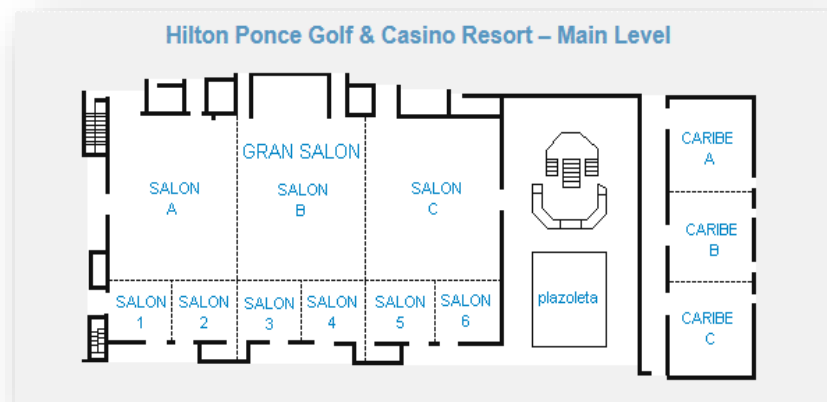 Hilton Ponce Golf & Casino Resort – Main Level
GRAN SALON
SALON
A
SALON
B
SALON
C
SALON
1
SALON
2
SALON
3
SALON
4
SALON
5
SALON
6
plazoleta
CARIBE
A
CARIBE
B
CARIBE
C